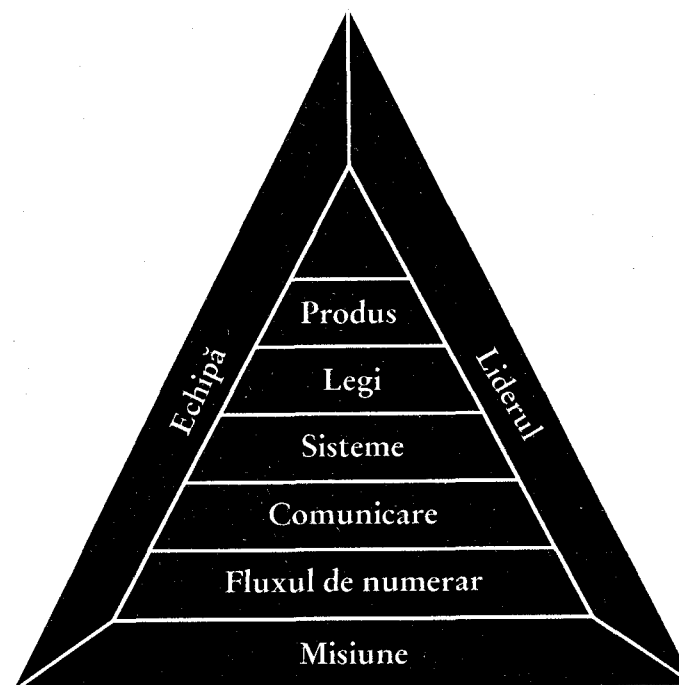 Produs
Legi
Echipă
Liderul
Sisteme
Comunicare
Fluxul de numerar
Misiune